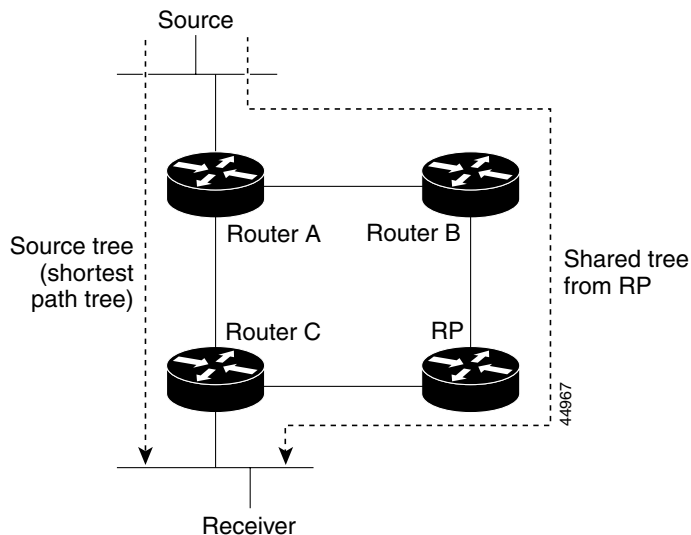 Source
Router A
Router B
Source tree
(shortest
path tree)
Shared tree
from RP
Router C
RP
44967
Receiver